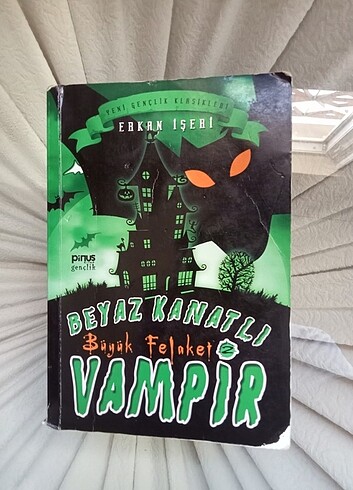 YENİ GENÇLİK KLASİKLERİ
ERKAN İŞERİ
pinus
gençlik
BEYAZ KANATLI
Büyük Felaket 2
VAMPİR